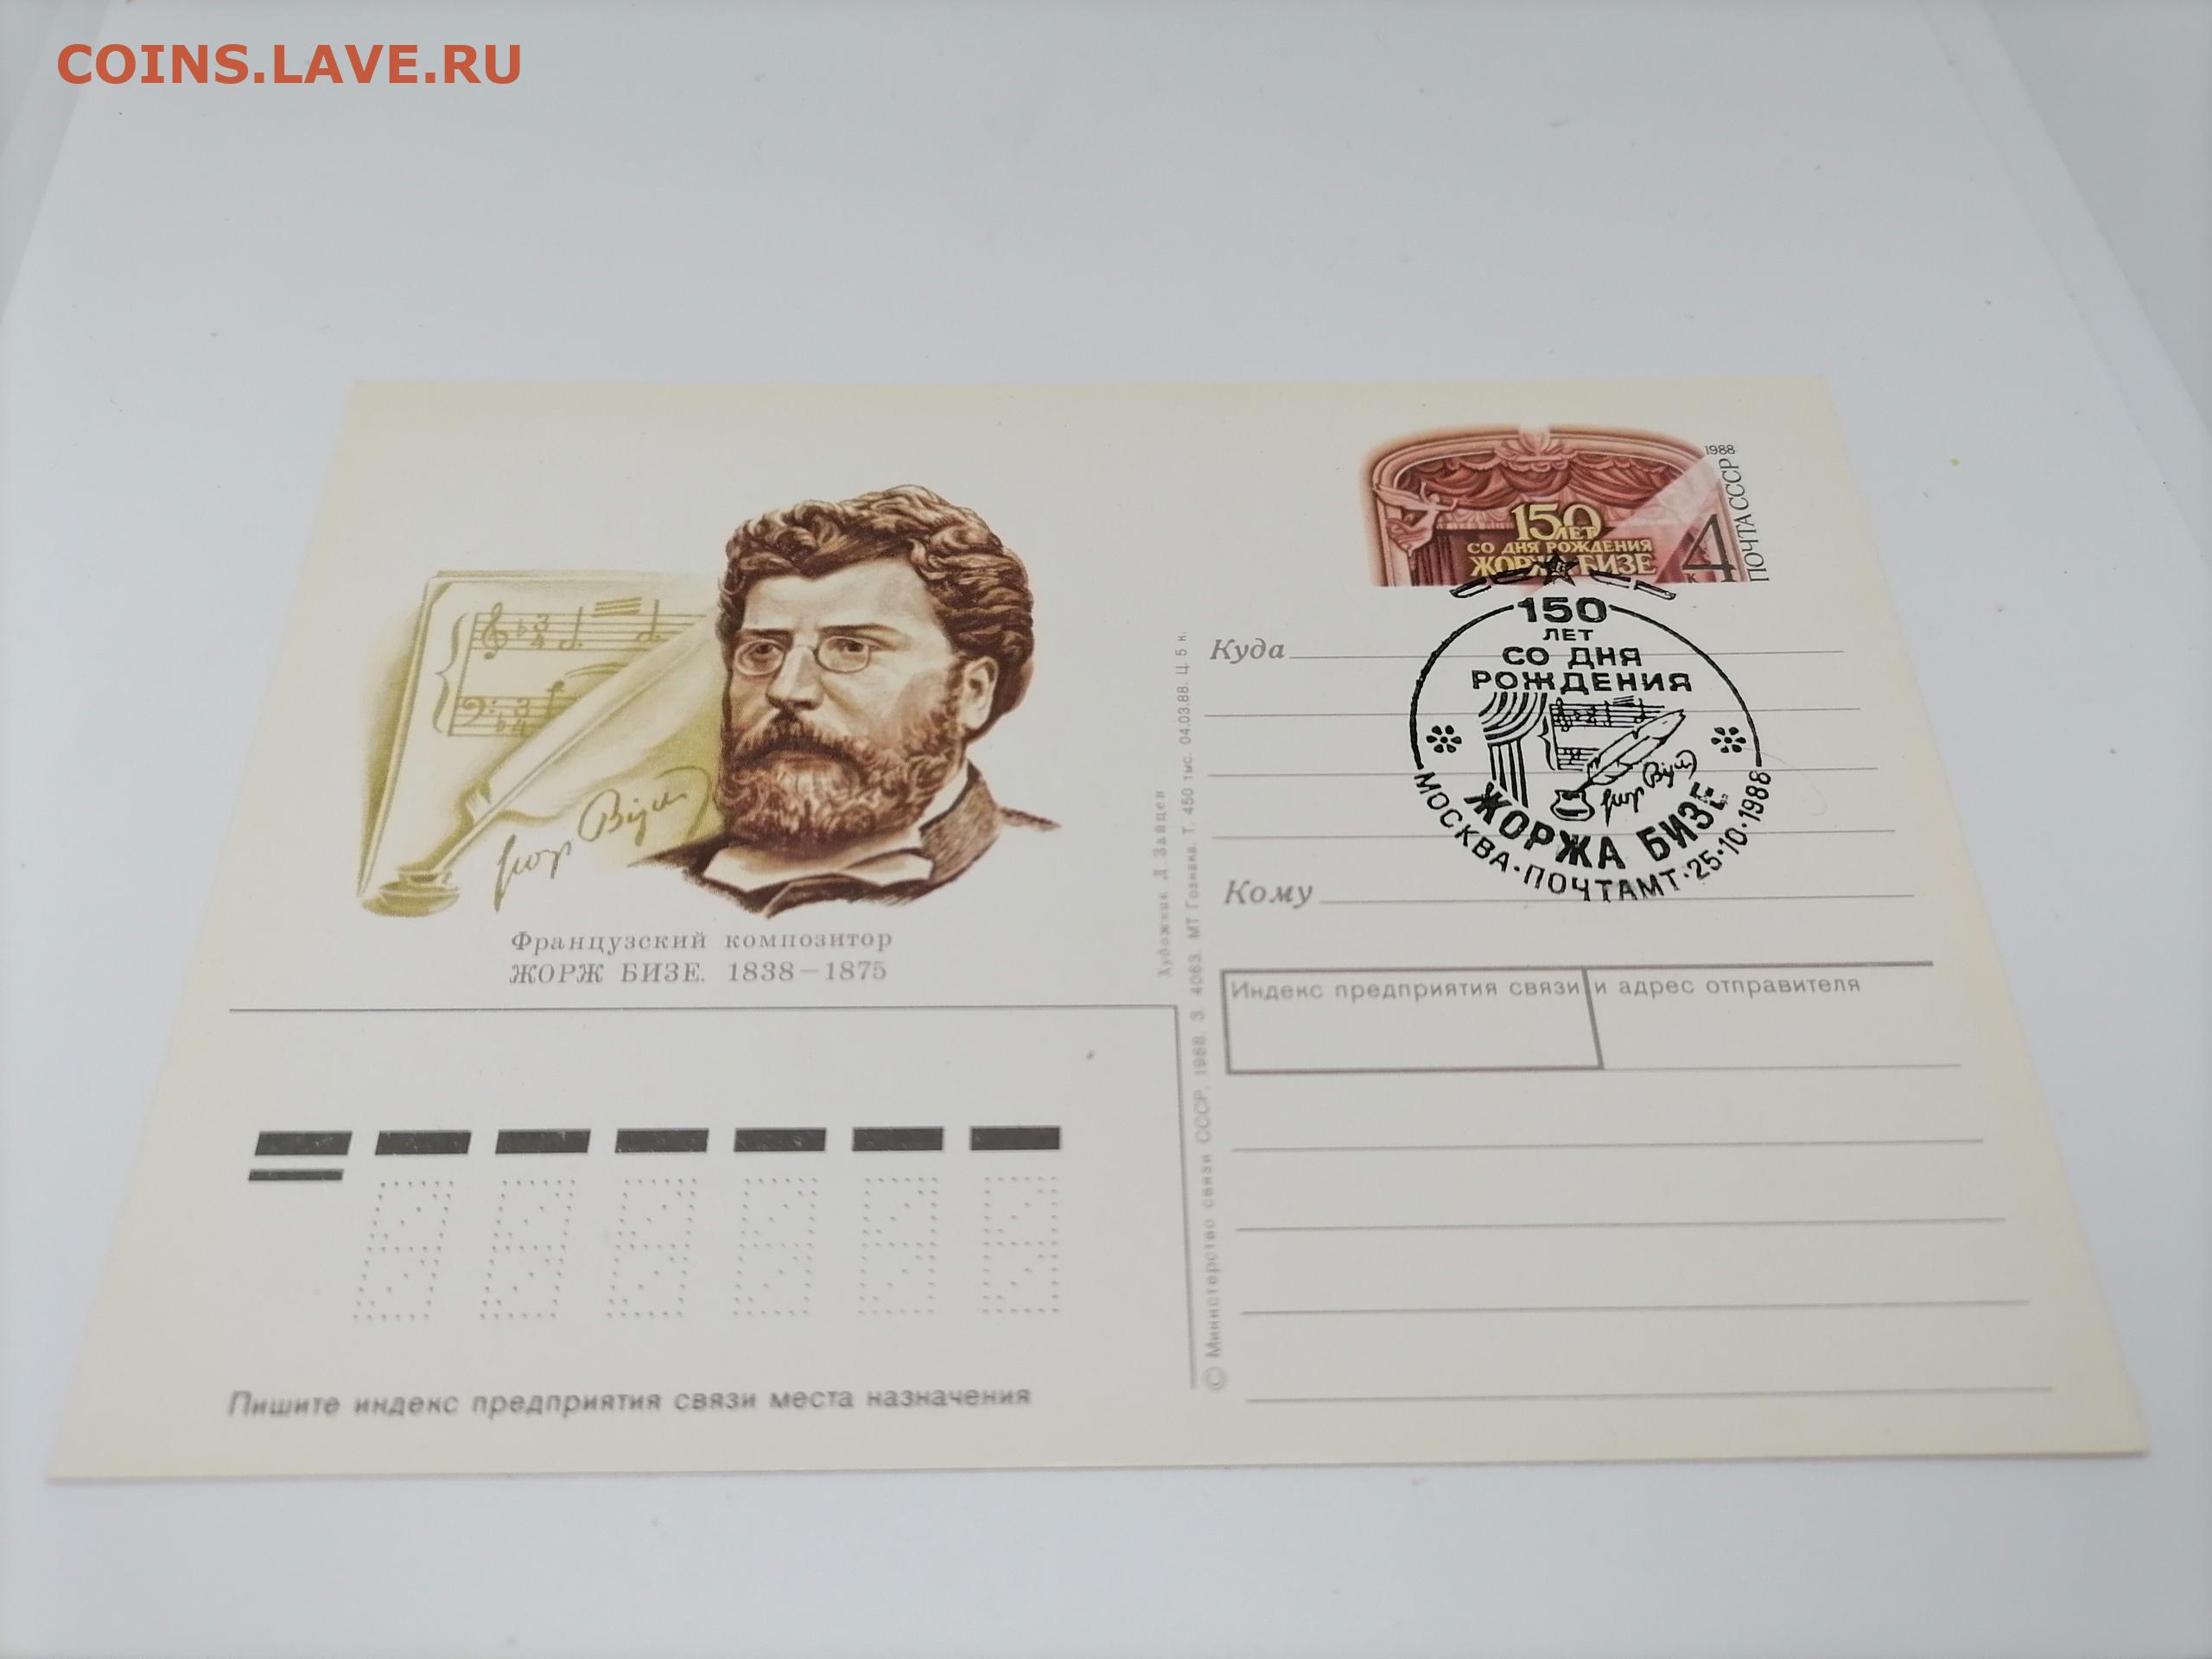 COINS.LAVE.RU
1988
ПОЧТА СССР
150
ЛЕТ
СО ДНЯ РОЖДЕНИЯ
ЖОРЖА БИЗЕ
4
К
150
ЛЕТ
СО ДНЯ
РОЖДЕНИЯ
ЖОРЖА БИЗЕ
МОСКВА·ПОЧТАМТ·25·10·1988
Французский композитор
ЖОРЖ БИЗЕ. 1838–1875
Куда
Кому
Индекс предприятия связи и адрес отправителя
Художник Л. Зайцев
© Министерство связи СССР, 1988. З. 4063. МТ Гознака. Т. 450 тыс. 04.03.88. Ц. 5 к.
Пишите индекс предприятия связи места назначения